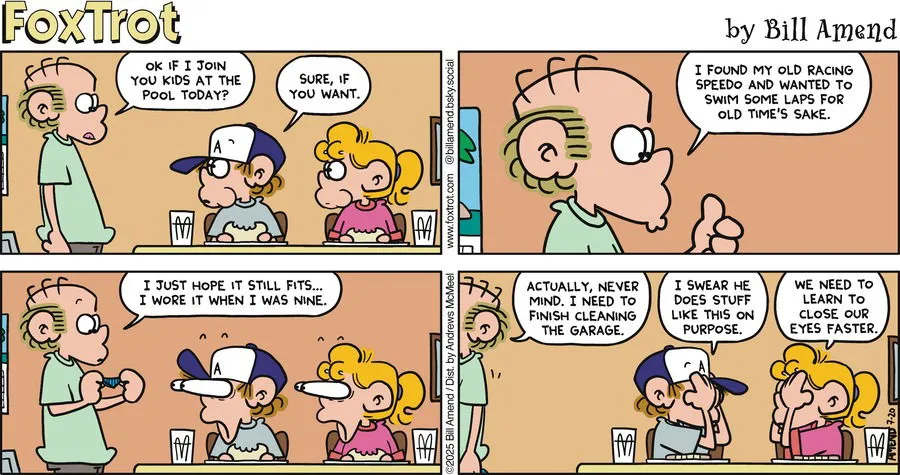 FoxTrot
by Bill Amend
OK IF I JOIN
YOU KIDS AT THE
POOL TODAY?
SURE, IF
YOU WANT.
A
www.foxtrot.com @billamend.bsky.social
I FOUND MY OLD RACING
SPEEDO AND WANTED TO
SWIM SOME LAPS FOR
OLD TIME'S SAKE.
I JUST HOPE IT STILL FITS...
I WORE IT WHEN I WAS NINE.
A
©2025 Bill Amend / Dist. by Andrews McMeel
ACTUALLY, NEVER
MIND. I NEED TO
FINISH CLEANING
THE GARAGE.
I SWEAR HE
DOES STUFF
LIKE THIS ON
PURPOSE.
WE NEED TO
LEARN TO
CLOSE OUR
EYES FASTER.
A
AMEND 7-20